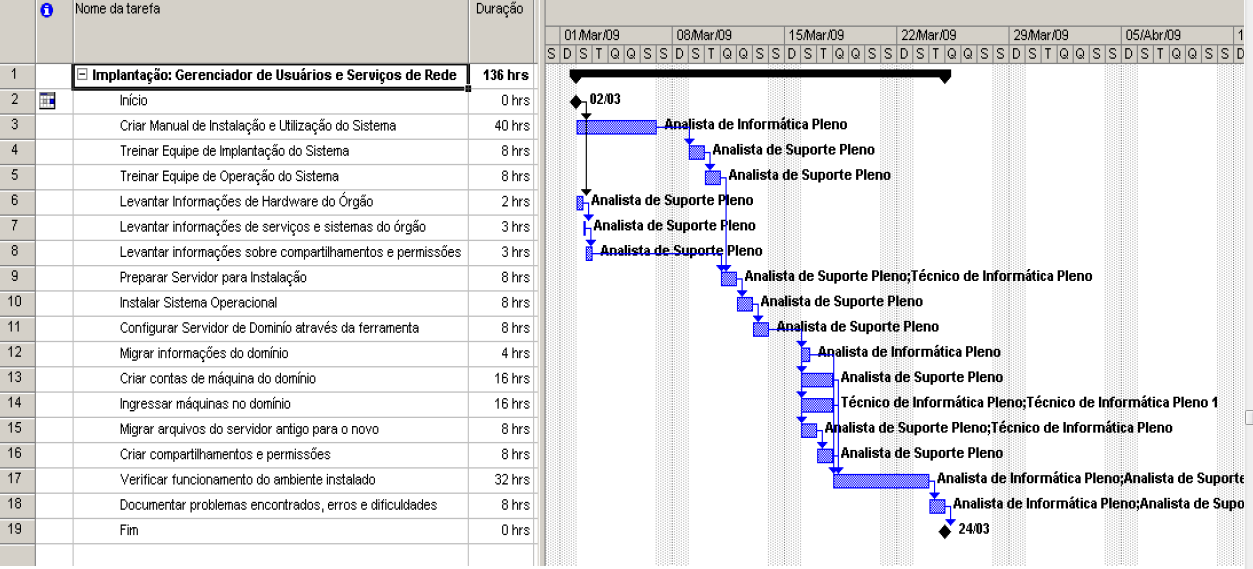 Nome da tarefa Duração
01/Mar/09 08/Mar/09 15/Mar/09 22/Mar/09 29/Mar/09 05/Abr/09 1
S D S T Q Q S S D S T Q Q S S D S T Q Q S S D S T Q Q S S D S T Q Q S S D S T Q Q S S D
1 Implantação: Gerenciador de Usuários e Serviços de Rede 136 hrs
2 Início 0 hrs 02/03
3 Criar Manual de Instalação e Utilização do Sistema 40 hrs Analista de Informática Pleno
4 Treinar Equipe de Implantação do Sistema 8 hrs Analista de Suporte Pleno
5 Treinar Equipe de Operação do Sistema 8 hrs Analista de Suporte Pleno
6 Levantar Informações de Hardware do Órgão 2 hrs Analista de Suporte Pleno
7 Levantar informações de serviços e sistemas do órgão 3 hrs Analista de Suporte Pleno
8 Levantar informações sobre compartilhamentos e permissões 3 hrs Analista de Suporte Pleno
9 Preparar Servidor para Instalação 8 hrs Analista de Suporte Pleno;Técnico de Informática Pleno
10 Instalar Sistema Operacional 8 hrs Analista de Suporte Pleno
11 Configurar Servidor de Domínio através da ferramenta 8 hrs Analista de Suporte Pleno
12 Migrar informações do domínio 4 hrs Analista de Informática Pleno
13 Criar contas de máquina do domínio 16 hrs Analista de Suporte Pleno
14 Ingressar máquinas no domínio 16 hrs Técnico de Informática Pleno;Técnico de Informática Pleno 1
15 Migrar arquivos do servidor antigo para o novo 8 hrs Analista de Suporte Pleno;Técnico de Informática Pleno
16 Criar compartilhamentos e permissões 8 hrs Analista de Suporte Pleno
17 Verificar funcionamento do ambiente instalado 32 hrs Analista de Informática Pleno;Analista de Suporte
18 Documentar problemas encontrados, erros e dificuldades 8 hrs Analista de Informática Pleno;Analista de Supo
19 Fim 0 hrs 24/03